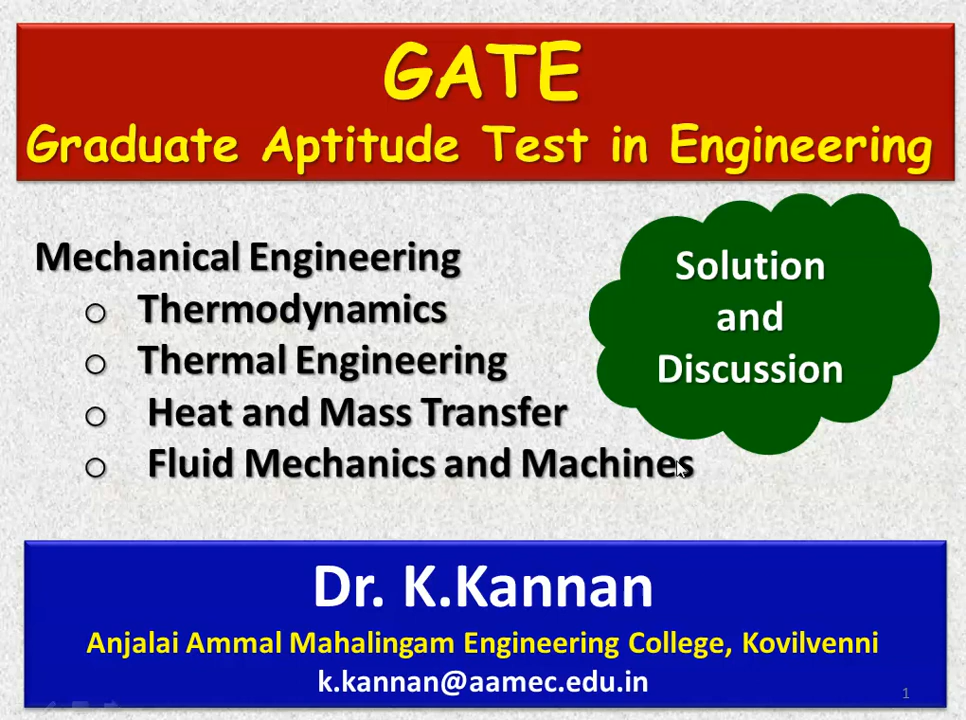 GATE
Graduate Aptitude Test in Engineering
Mechanical Engineering
o Thermodynamics
o Thermal Engineering
o Heat and Mass Transfer
o Fluid Mechanics and Machines
Solution
and
Discussion
Dr. K.Kannan
Anjalai Ammal Mahalingam Engineering College, Kovilvenni
k.kannan@aamec.edu.in
1